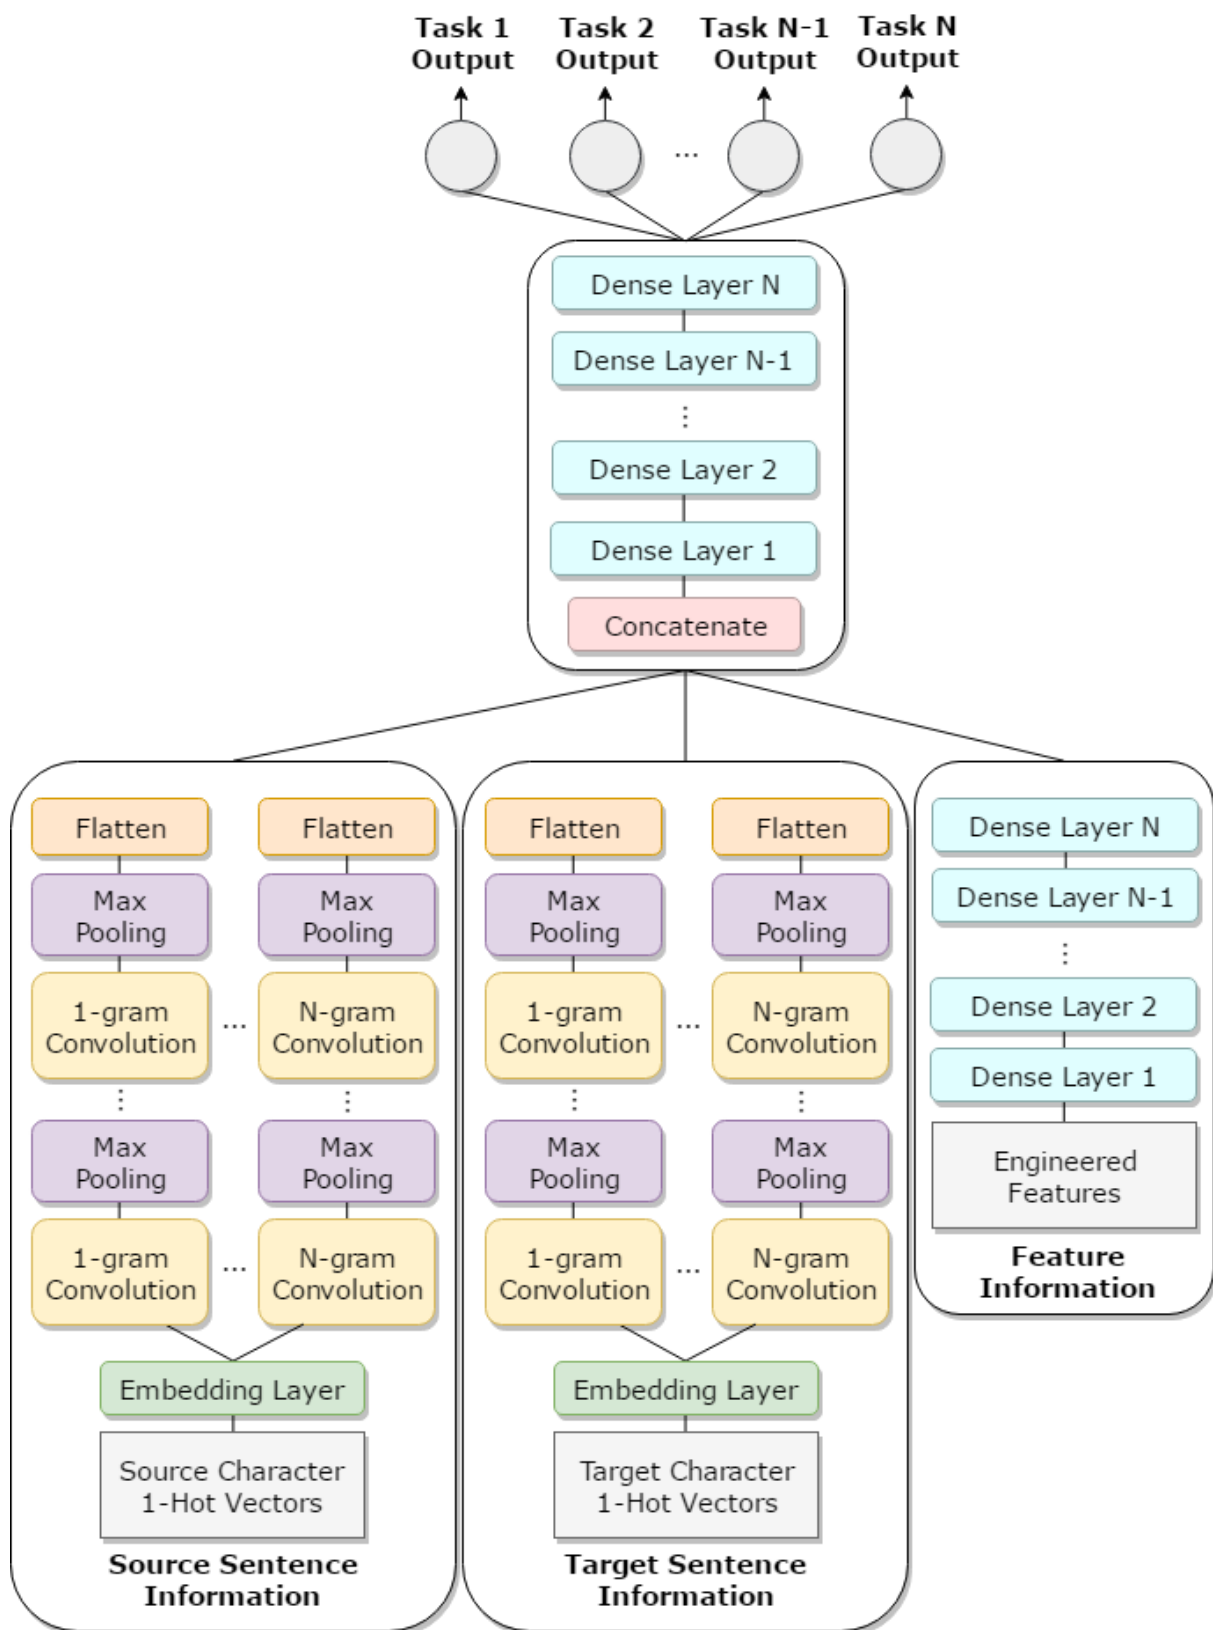 Task 1 Output
Task 2 Output
Task N-1 Output
Task N Output
...
Dense Layer N
Dense Layer N-1
...
Dense Layer 2
Dense Layer 1
Concatenate
Flatten
Max
Pooling
1-gram
Convolution
...
Max
Pooling
1-gram
Convolution
Flatten
Max
Pooling
...
N-gram
Convolution
...
Max
Pooling
...
N-gram
Convolution
Embedding Layer
Source Character
1-Hot Vectors
Source Sentence
Information
Flatten
Max
Pooling
1-gram
Convolution
...
Max
Pooling
1-gram
Convolution
Flatten
Max
Pooling
...
N-gram
Convolution
...
Max
Pooling
...
N-gram
Convolution
Embedding Layer
Target Character
1-Hot Vectors
Target Sentence
Information
Dense Layer N
Dense Layer N-1
...
Dense Layer 2
Dense Layer 1
Engineered
Features
Feature
Information